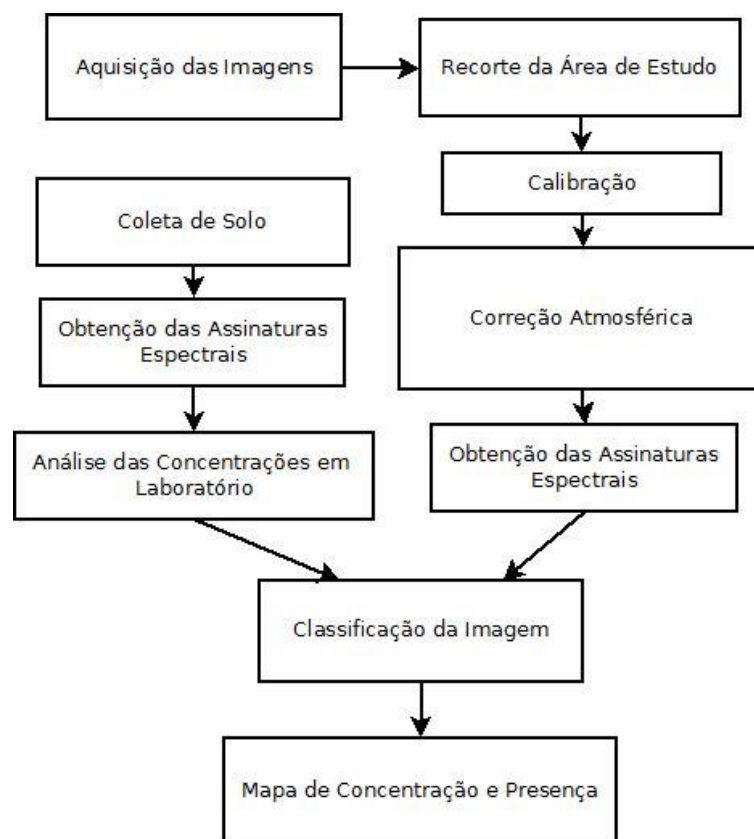 Aquisição das Imagens
Recorte da Área de Estudo
Calibração
Coleta de Solo
Correção Atmosférica
Obtenção das Assinaturas
Espectrais
Análise das Concentrações em
Laboratório
Obtenção das Assinaturas
Espectrais
Classificação da Imagem
Mapa de Concentração e Presença